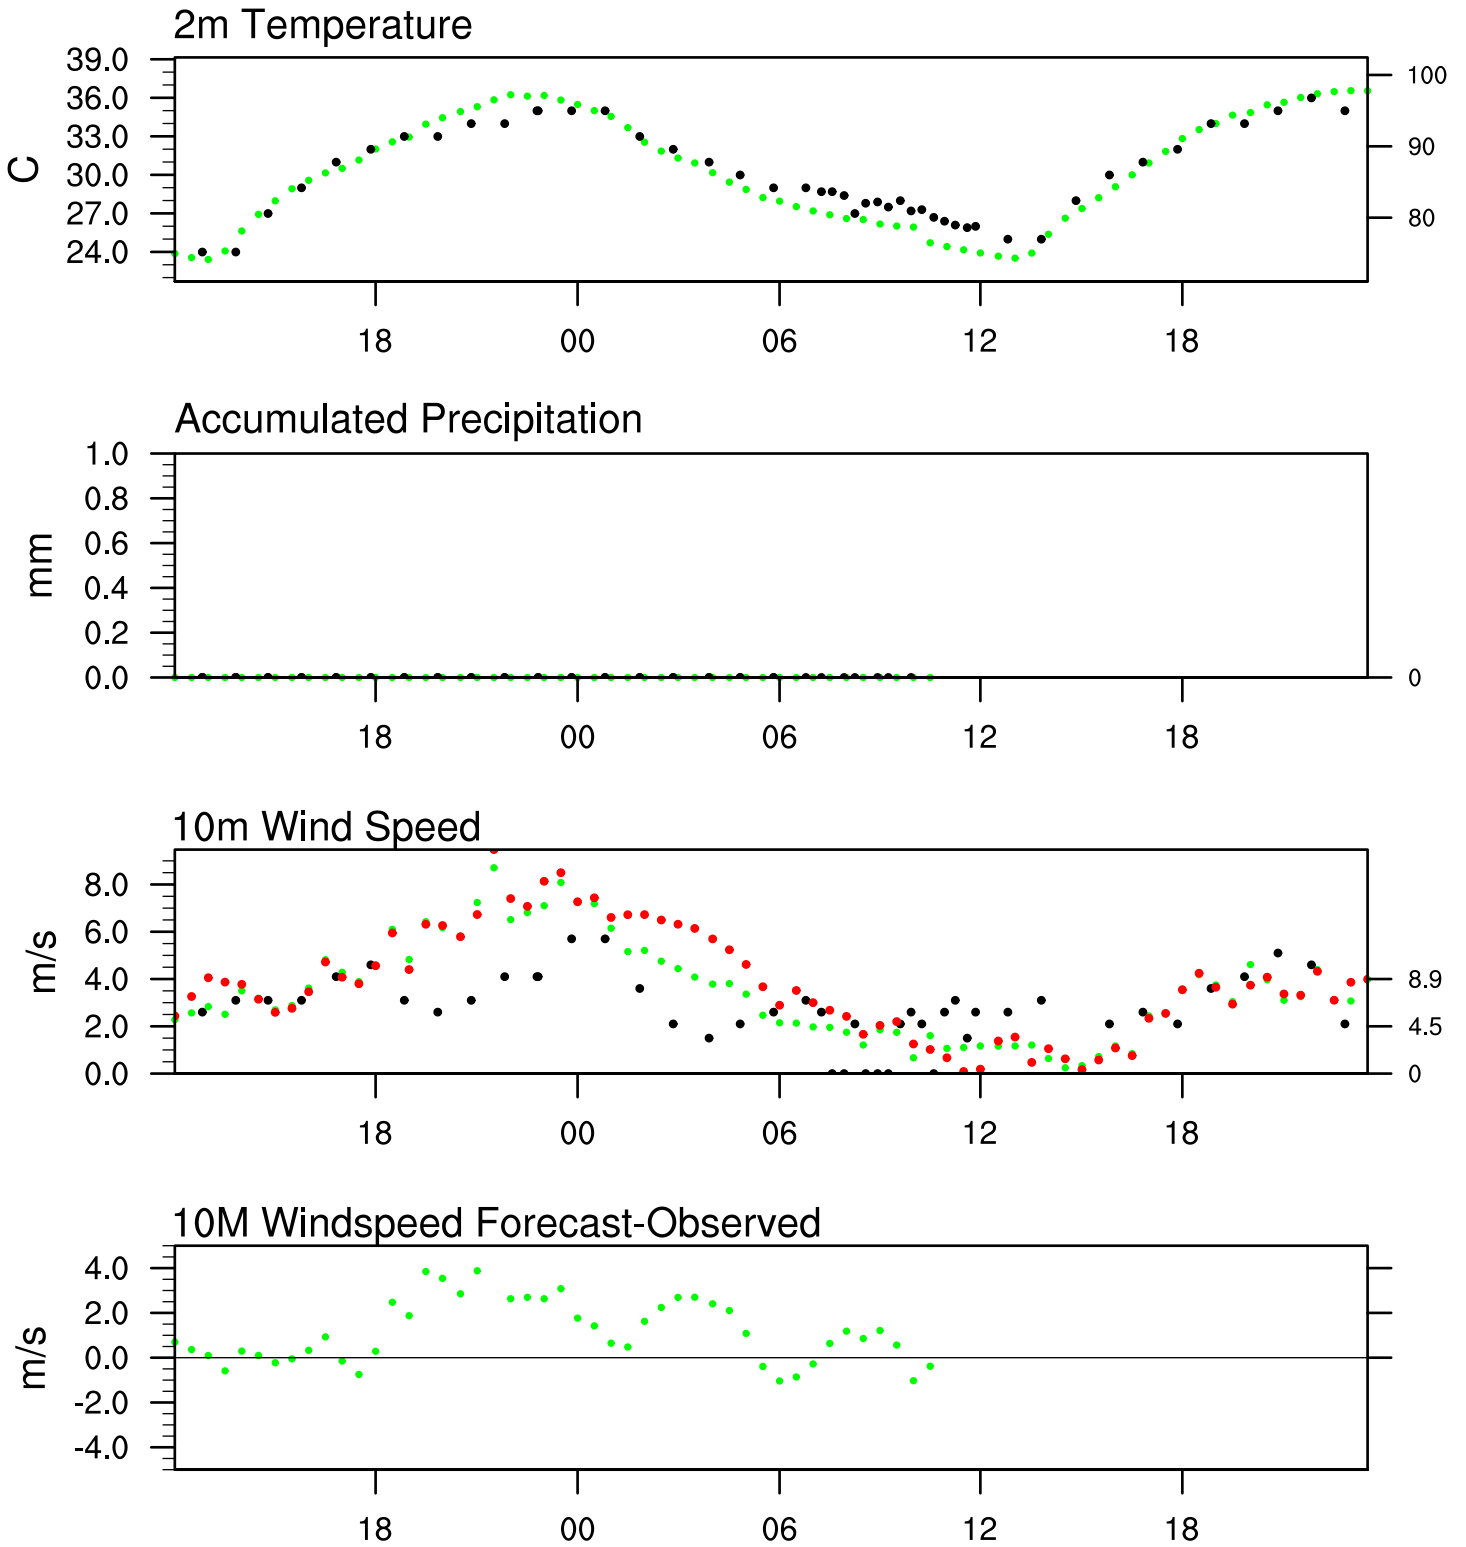 2m Temperature
39.0
36.0
33.0
30.0
27.0
24.0
C
100
90
80
18 00 06 12 18
Accumulated Precipitation
1.0
0.8
0.6
0.4
0.2
0.0
mm
0
18 00 06 12 18
10m Wind Speed
8.0
6.0
4.0
2.0
0.0
m/s
8.9
4.5
0
18 00 06 12 18
10M Windspeed Forecast-Observed
4.0
2.0
0.0
-2.0
-4.0
m/s
18 00 06 12 18